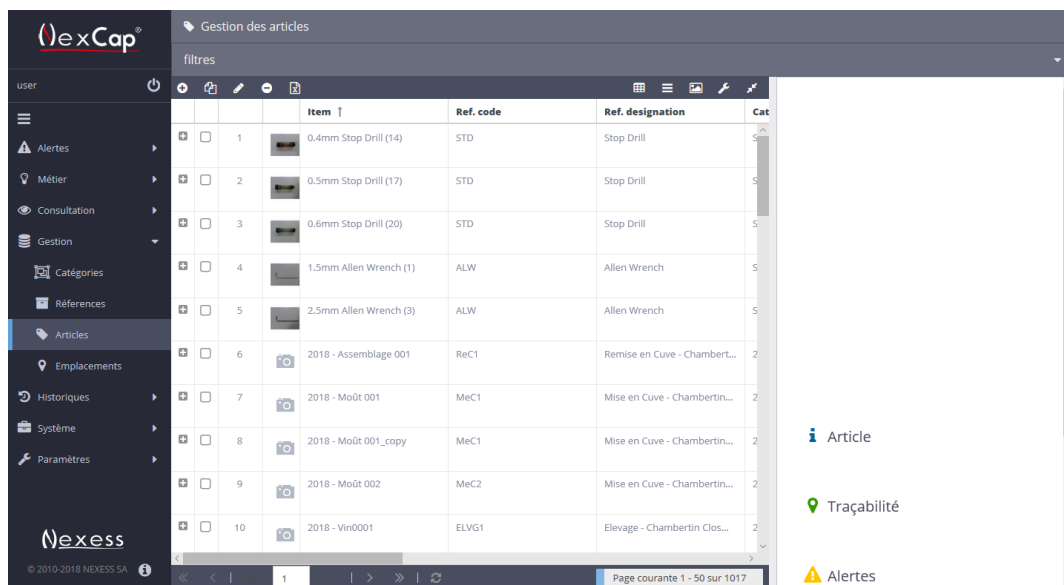 NexCap®
Gestion des articles
filtres
user
Item ↑ Ref. code Ref. designation Cat
Alertes
Métier
Consultation
Gestion
Catégories
Réferences
Articles
Emplacements
Historiques
Système
Paramètres
1 0.4mm Stop Drill (14) STD Stop Drill S
2 0.5mm Stop Drill (17) STD Stop Drill S
3 0.6mm Stop Drill (20) STD Stop Drill S
4 1.5mm Allen Wrench (1) ALW Allen Wrench S
5 2.5mm Allen Wrench (3) ALW Allen Wrench S
6 2018 - Assemblage 001 ReC1 Remise en Cuve - Chambert... 2
7 2018 - Moût 001 MeC1 Mise en Cuve - Chambertin... 2
8 2018 - Moût 001_copy MeC1 Mise en Cuve - Chambertin... 2
9 2018 - Moût 002 MeC2 Mise en Cuve - Chambertin... 2
10 2018 - Vin0001 ELVG1 Elevage - Chambertin Clos... 2
Article
Traçabilité
Alertes
Nexess
© 2010-2018 NEXESS SA
1
Page courante 1 - 50 sur 1017